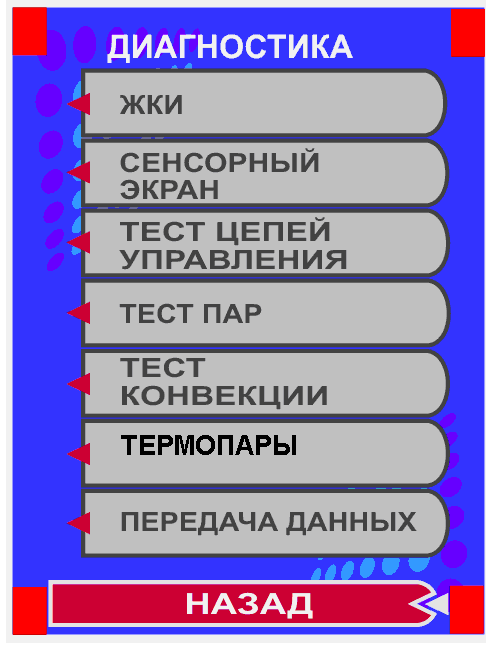 ДИАГНОСТИКА
ЖКИ
СЕНСОРНЫЙ
ЭКРАН
ТЕСТ ЦЕПЕЙ
УПРАВЛЕНИЯ
ТЕСТ ПАР
ТЕСТ
КОНВЕКЦИИ
ТЕРМОПАРЫ
ПЕРЕДАЧА ДАННЫХ
НАЗАД